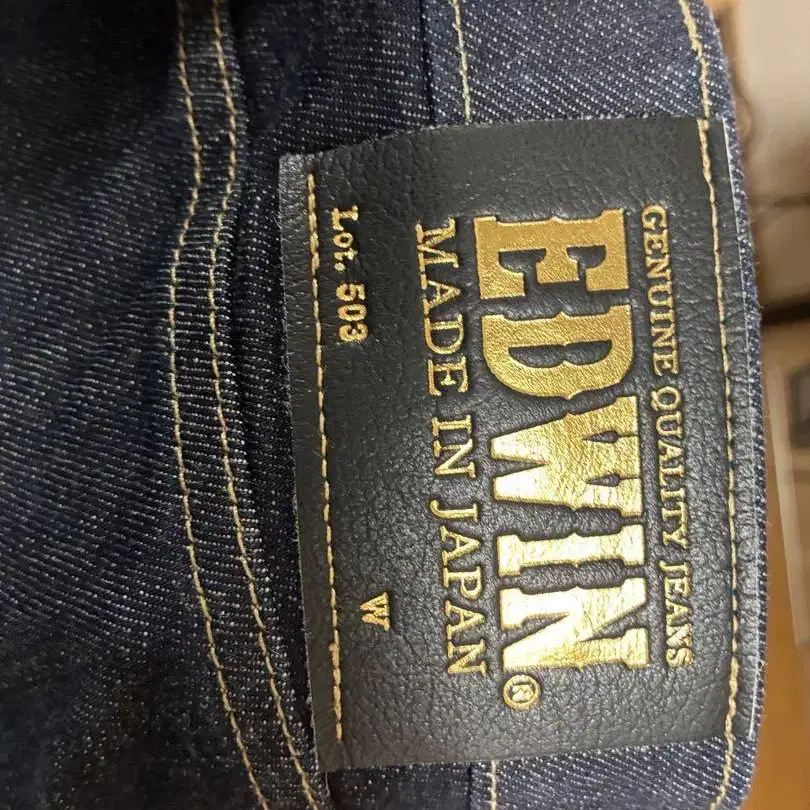 GENUINE QUALITY JEANS
EDWIN®
MADE IN JAPAN
Lot. 503 W